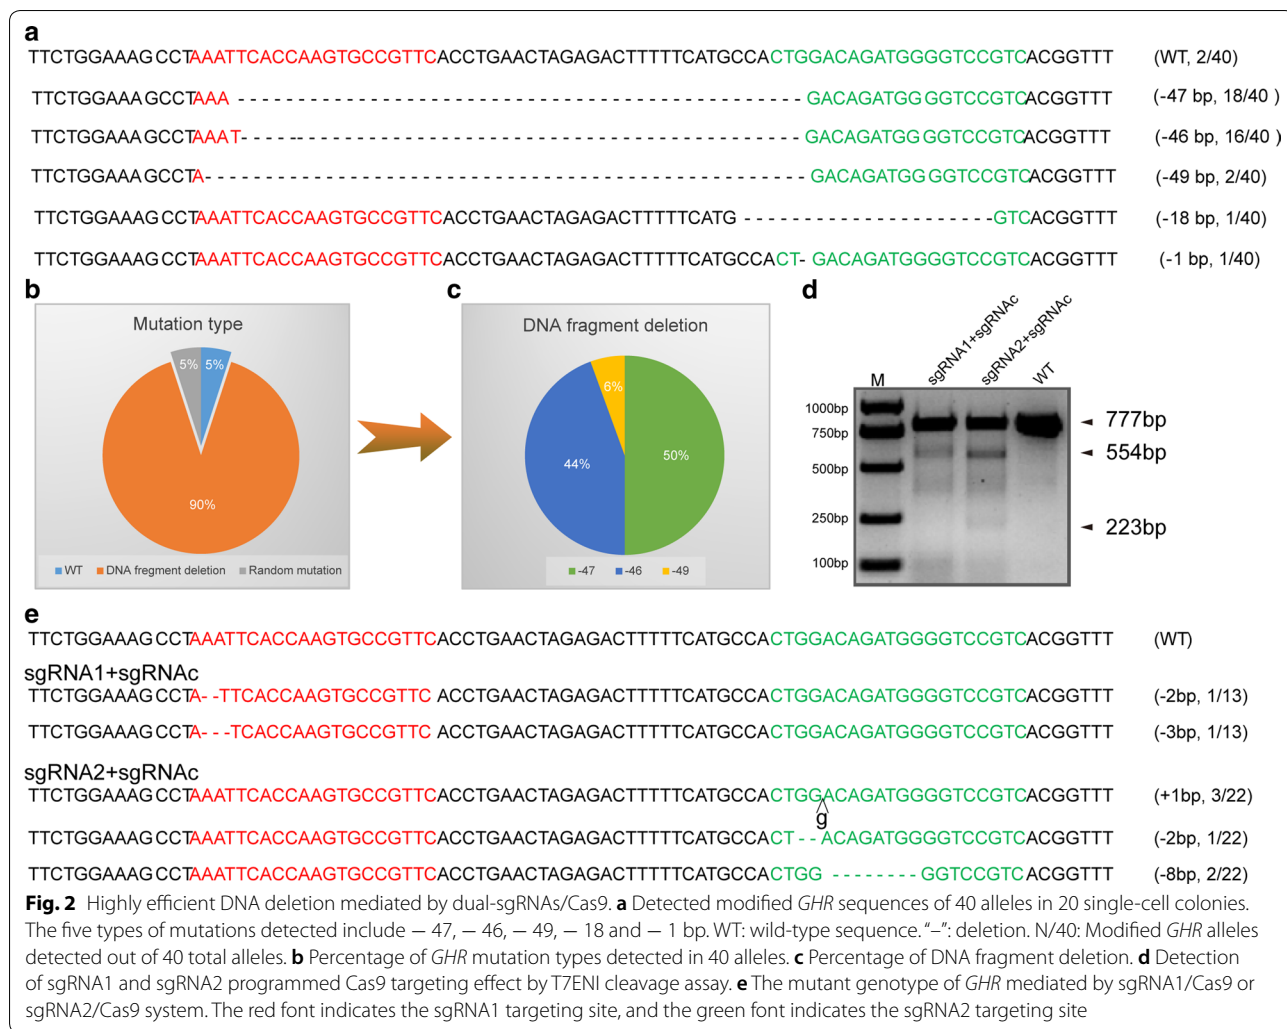 a
TTCTGGAAAGCCTAAATTCACCAAGTGCCGTTCACCTGAACTAGAGACTTTTTCATGCCACTGGACAGATGGGGTCCGTCACGGTTT (WT, 2/40)
TTCTGGAAAGCCTAAA - - - - - - - - - - - - - - - - - - - - - - - - - - - - - - - - - - - - - - - - - - - - - - - GACAGATGGGGTCCGTCACGGTTT (-47 bp, 18/40 )
TTCTGGAAAGCCTAAAT- - - - - - - - - - - - - - - - - - - - - - - - - - - - - - - - - - - - - - - - - - - - - - GACAGATGGGGTCCGTCACGGTTT (-46 bp, 16/40 )
TTCTGGAAAGCCTA- - - - - - - - - - - - - - - - - - - - - - - - - - - - - - - - - - - - - - - - - - - - - - - - - GACAGATGGGGTCCGTCACGGTTT (-49 bp, 2/40)
TTCTGGAAAGCCTAAATTCACCAAGTGCCGTTCACCTGAACTAGAGACTTTTTCATG - - - - - - - - - - - - - - - - - - - - -GTCACGGTTT (-18 bp, 1/40)
TTCTGGAAAGCCTAAATTCACCAAGTGCCGTTCACCTGAACTAGAGACTTTTTCATGCCACT- GACAGATGGGGTCCGTCACGGTTT (-1 bp, 1/40)
b
Mutation type
5% 5%
90%
WT DNA fregment deletion Random mutation
c
DNA fragment deletion
6%
44% 50%
-47 -46 -49
d
M sgRNA1+sgRNAc sgRNA2+sgRNAc WT
1000bp
777bp
750bp
554bp
500bp
250bp
223bp
100bp
e
TTCTGGAAAGCCTAAATTCACCAAGTGCCGTTCACCTGAACTAGAGACTTTTTCATGCCACTGGACAGATGGGGTCCGTCACGGTTT (WT)
sgRNA1+sgRNAc
TTCTGGAAAGCCTA- -TTCACCAAGTGCCGTTC ACCTGAACTAGAGACTTTTTCATGCCACTGGACAGATGGGGTCCGTCACGGTTT (-2bp, 1/13)
TTCTGGAAAGCCTA- - -TCACCAAGTGCCGTTC ACCTGAACTAGAGACTTTTTCATGCCACTGGACAGATGGGGTCCGTCACGGTTT (-3bp, 1/13)
sgRNA2+sgRNAc
TTCTGGAAAGCCTAAATTCACCAAGTGCCGTTCACCTGAACTAGAGACTTTTTCATGCCACTGGACAGATGGGGTCCGTCACGGTTT (+1bp, 3/22)
g
TTCTGGAAAGCCTAAATTCACCAAGTGCCGTTCACCTGAACTAGAGACTTTTTCATGCCACT- -ACAGATGGGGTCCGTCACGGTTT (-2bp, 1/22)
TTCTGGAAAGCCTAAATTCACCAAGTGCCGTTCACCTGAACTAGAGACTTTTTCATGCCACTGG - - - - - - - - GGTCCGTCACGGTTT (-8bp, 2/22)
Fig. 2 Highly efficient DNA deletion mediated by dual-sgRNAs/Cas9. a Detected modified GHR sequences of 40 alleles in 20 single-cell colonies.
The five types of mutations detected include − 47, − 46, − 49, − 18 and − 1 bp. WT: wild-type sequence. “–”: deletion. N/40: Modified GHR alleles
detected out of 40 total alleles. b Percentage of GHR mutation types detected in 40 alleles. c Percentage of DNA fragment deletion. d Detection
of sgRNA1 and sgRNA2 programmed Cas9 targeting effect by T7ENI cleavage assay. e The mutant genotype of GHR mediated by sgRNA1/Cas9 or
sgRNA2/Cas9 system. The red font indicates the sgRNA1 targeting site, and the green font indicates the sgRNA2 targeting site